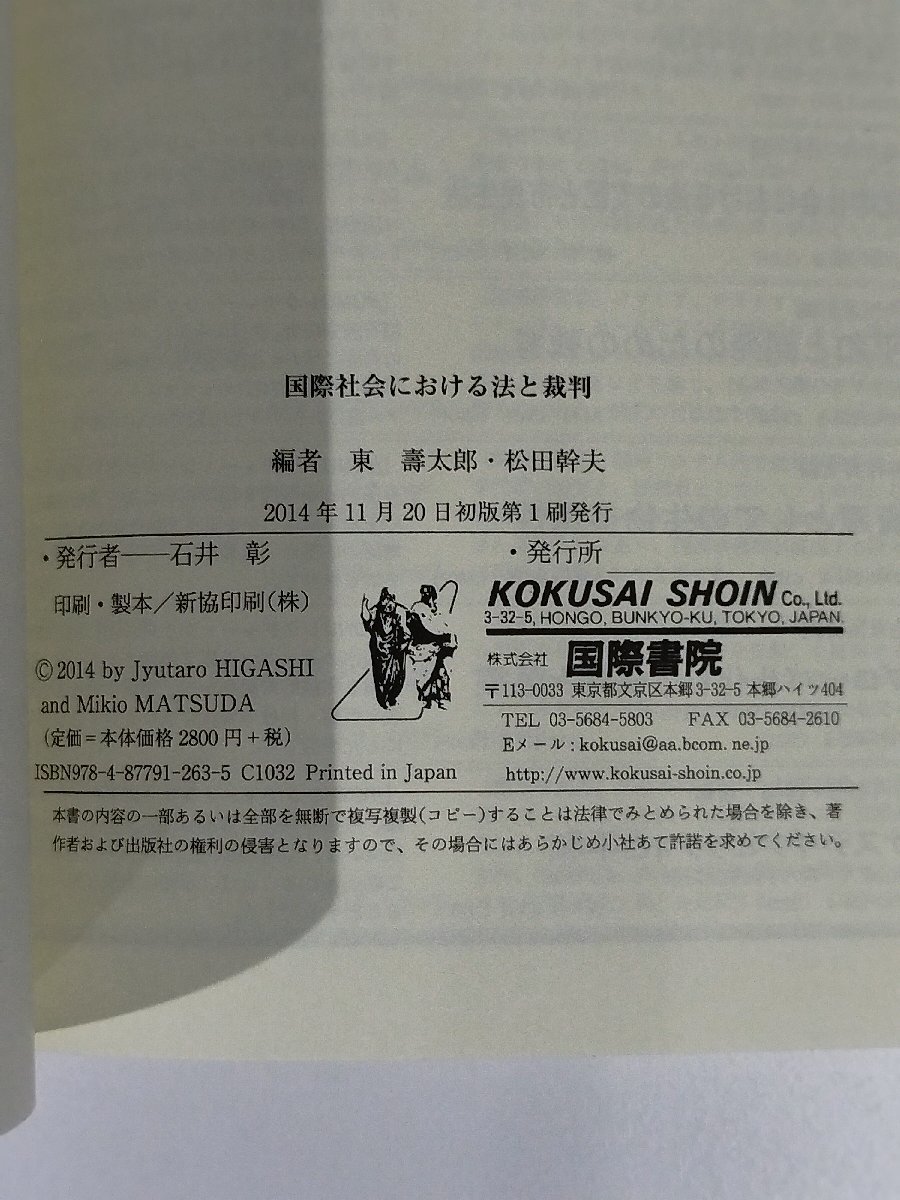 国際社会における法と裁判
編者 東 壽太郎・松田幹夫
2014年11月20日初版第1刷発行
・発行者——石井 彰
印刷・製本／新協印刷(株)
©2014 by Jyutaro HIGASHI
and Mikio MATSUDA
(定価＝本体価格2800円＋税)
ISBN978-4-87791-263-5 C1032 Printed in Japan
・発行所
KOKUSAI SHOIN Co., Ltd.
3-32-5, HONGO, BUNKYO-KU, TOKYO, JAPAN.
株式会社 国際書院
〒113-0033 東京都文京区本郷3-32-5 本郷ハイツ404
TEL 03-5684-5803 FAX 03-5684-2610
Eメール：kokusai@aa.bcom. ne.jp
http://www.kokusai-shoin.co.jp
本書の内容の一部あるいは全部を無断で複写複製(コピー)することは法律でみとめられた場合を除き、著
作者および出版社の権利の侵害となりますので、その場合にはあらかじめ小社あて許諾を求めてください。